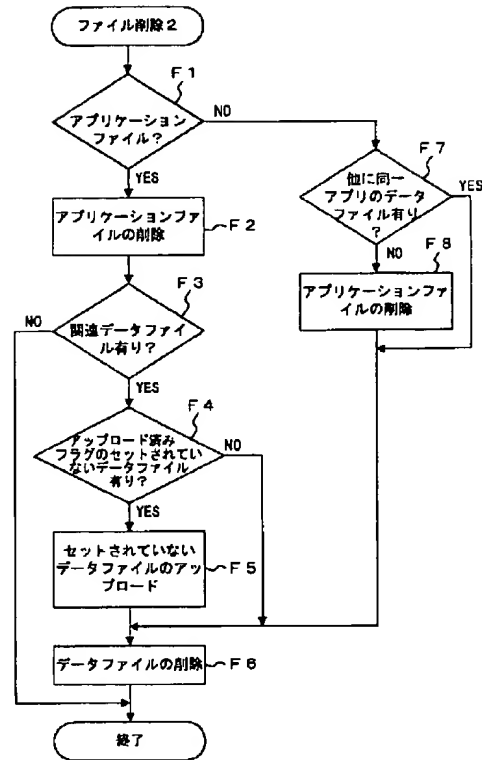 ファイル削除2
F1
アプリケーション
ファイル?
NO
YES
F7
他に同一
アプリのデータ
ファイル有り
?
YES
NO
アプリケーションファ
イルの削除
F2
F8
アプリケーションファ
イルの削除
F3
NO
関連データファイ
ル有り?
YES
F4
アップロード済み
フラグのセットされてい
ないデータファイル
有り?
NO
YES
セットされていない
データファイルのアッ
プロード
F5
データファイルの削除
F6
終了